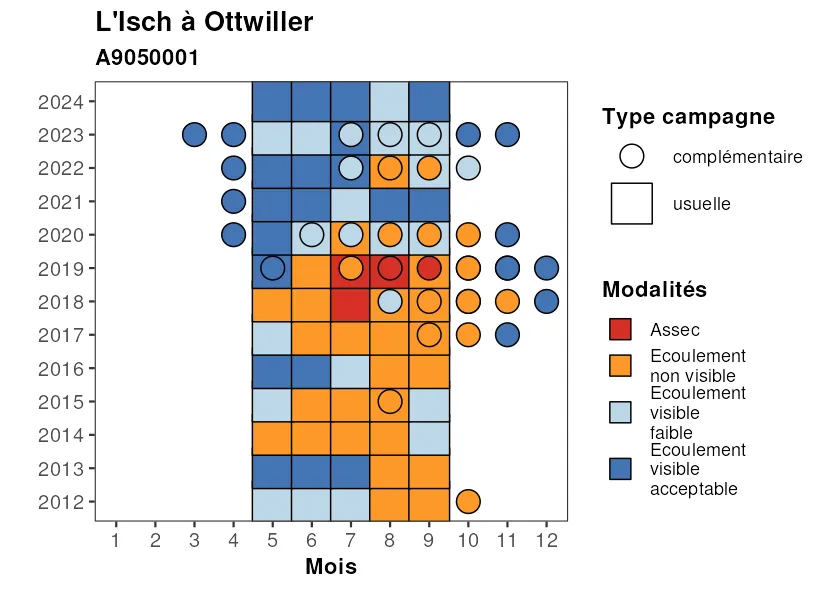 L'Isch à Ottwiller
A9050001
2024
2023
2022
2021
2020
2019
2018
2017
2016
2015
2014
2013
2012
1 2 3 4 5 6 7 8 9 10 11 12
Mois
Type campagne
complémentaire
usuelle
Modalités
Assec
Ecoulement
non visible
Ecoulement
visible
faible
Ecoulement
visible
acceptable